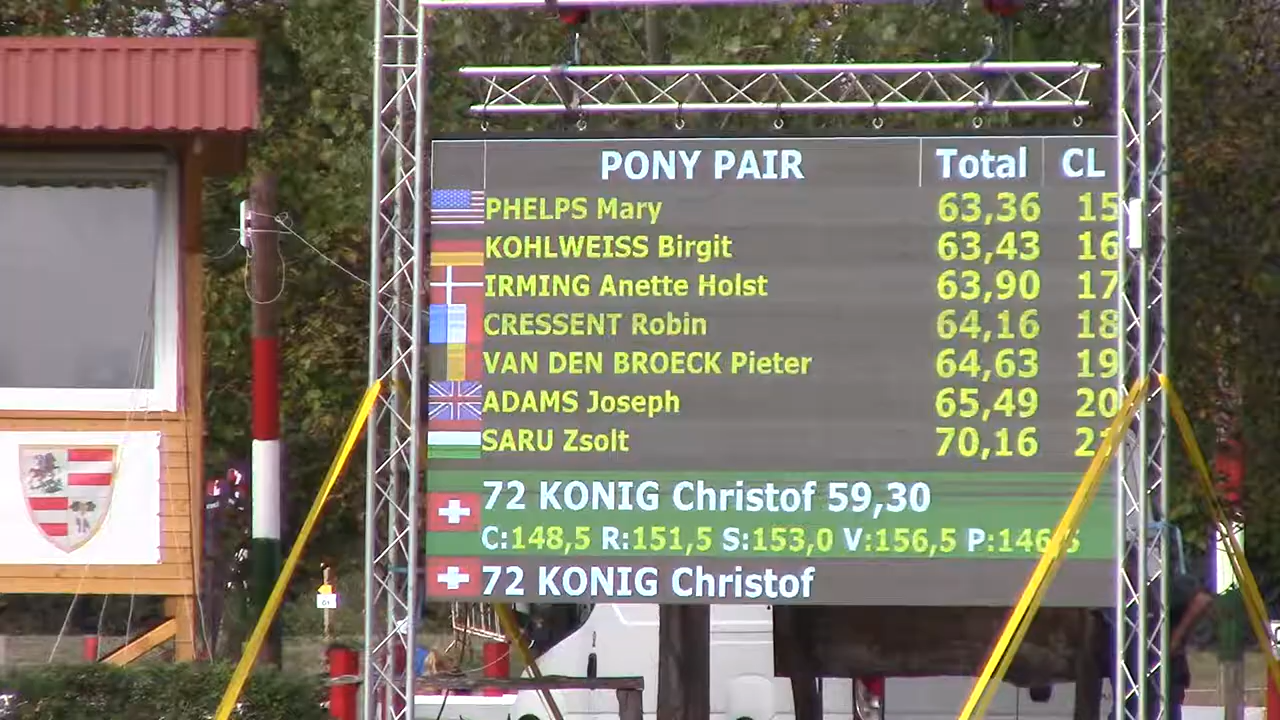 PONY PAIR Total CL
PHELPS Mary 63,36 15
KOHLWEISS Birgit 63,43 16
IRMING Anette Holst 63,90 17
CRESSENT Robin 64,16 18
VAN DEN BROECK Pieter 64,63 19
ADAMS Joseph 65,49 20
SARU Zsolt 70,16 21
72 KONIG Christof 59,30
C:148,5 R:151,5 S:153,0 V:156,5 P:146,5
72 KONIG Christof